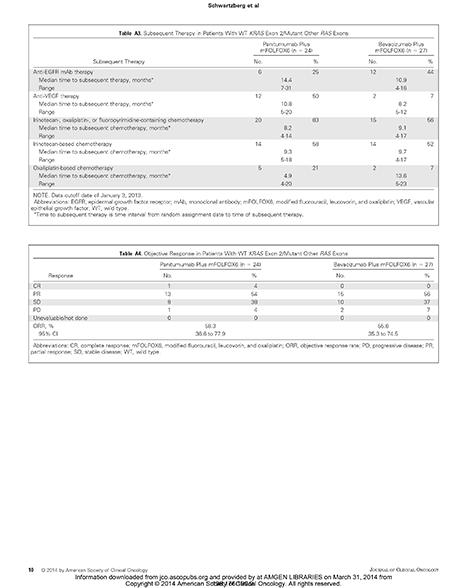 Schwartzberg et al
Table A3. Subsequent Therapy in Patients With WT KRAS Exon 2/Mutant Other RAS Exons
Panitumumab Plus mFOLFOX6 (n = 24) Bevacizumab Plus mFOLFOX6 (n = 27)
Subsequent Therapy No. % No. %
Anti-EGFR mAb therapy 6 25 12 44
Median time to subsequent therapy, months* 14.4 10.9
Range 7-31 4-16
Anti-VEGF therapy 12 50 2 7
Median time to subsequent therapy, months* 10.8 8.2
Range 5-20 5-12
Irinotecan-, oxaliplatin-, or fluoropyrimidine-containing chemotherapy 20 83 15 56
Median time to subsequent chemotherapy, months* 8.2 9.1
Range 4-14 4-17
Irinotecan-based chemotherapy 14 58 14 52
Median time to subsequent chemotherapy, months* 9.3 9.7
Range 5-18 4-17
Oxaliplatin-based chemotherapy 5 21 2 7
Median time to subsequent chemotherapy, months* 4.9 13.6
Range 4-20 5-23
NOTE. Data cutoff date of January 3, 2013.
Abbreviations: EGFR, epidermal growth factor receptor; mAb, monoclonal antibody; mFOLFOX6, modified fluorouracil, leucovorin, and oxaliplatin; VEGF, vascular
epithelial growth factor; WT, wild type.
*Time to subsequent therapy is time interval from random assignment date to time of subsequent therapy.
Table A4. Objective Response in Patients With WT KRAS Exon 2/Mutant Other RAS Exons
Panitumumab Plus mFOLFOX6 (n = 24) Bevacizumab Plus mFOLFOX6 (n = 27)
Response No. % No. %
CR 1 4 0 0
PR 13 54 15 56
SD 9 38 10 37
PD 1 4 2 7
Unevaluable/not done 0 0 0 0
ORR, % 58.3 55.6
95% CI 36.6 to 77.9 35.3 to 74.5
Abbreviations: CR, complete response; mFOLFOX6, modified fluorouracil, leucovorin, and oxaliplatin; ORR, objective response rate; PD, progressive disease; PR,
partial response; SD, stable disease; WT, wild type.
10 © 2014 by American Society of Clinical Oncology JOURNAL OF CLINICAL ONCOLOGY
Information downloaded from jco.ascopubs.org and provided by at AMGEN LIBRARIES on March 31, 2014 from
Copyright © 2014 American Society of Clinical Oncology. All rights reserved.